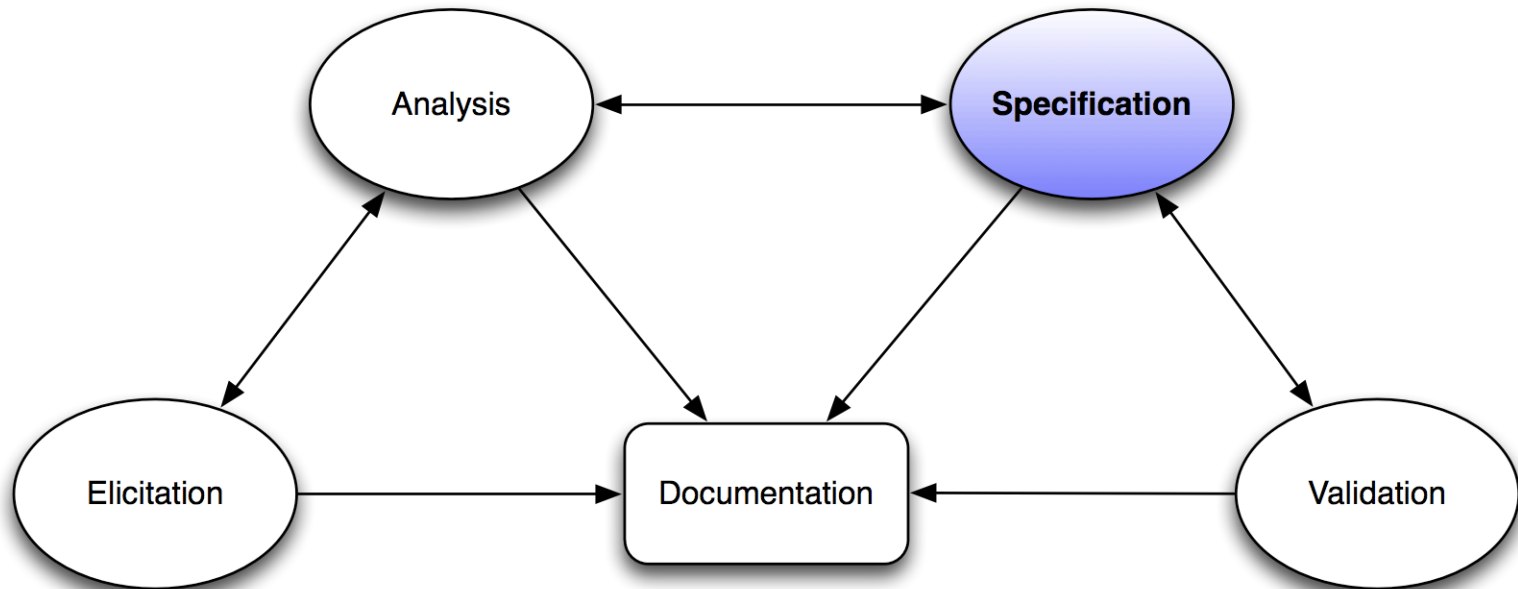 Analysis
Specification
Elicitation
Documentation
Validation